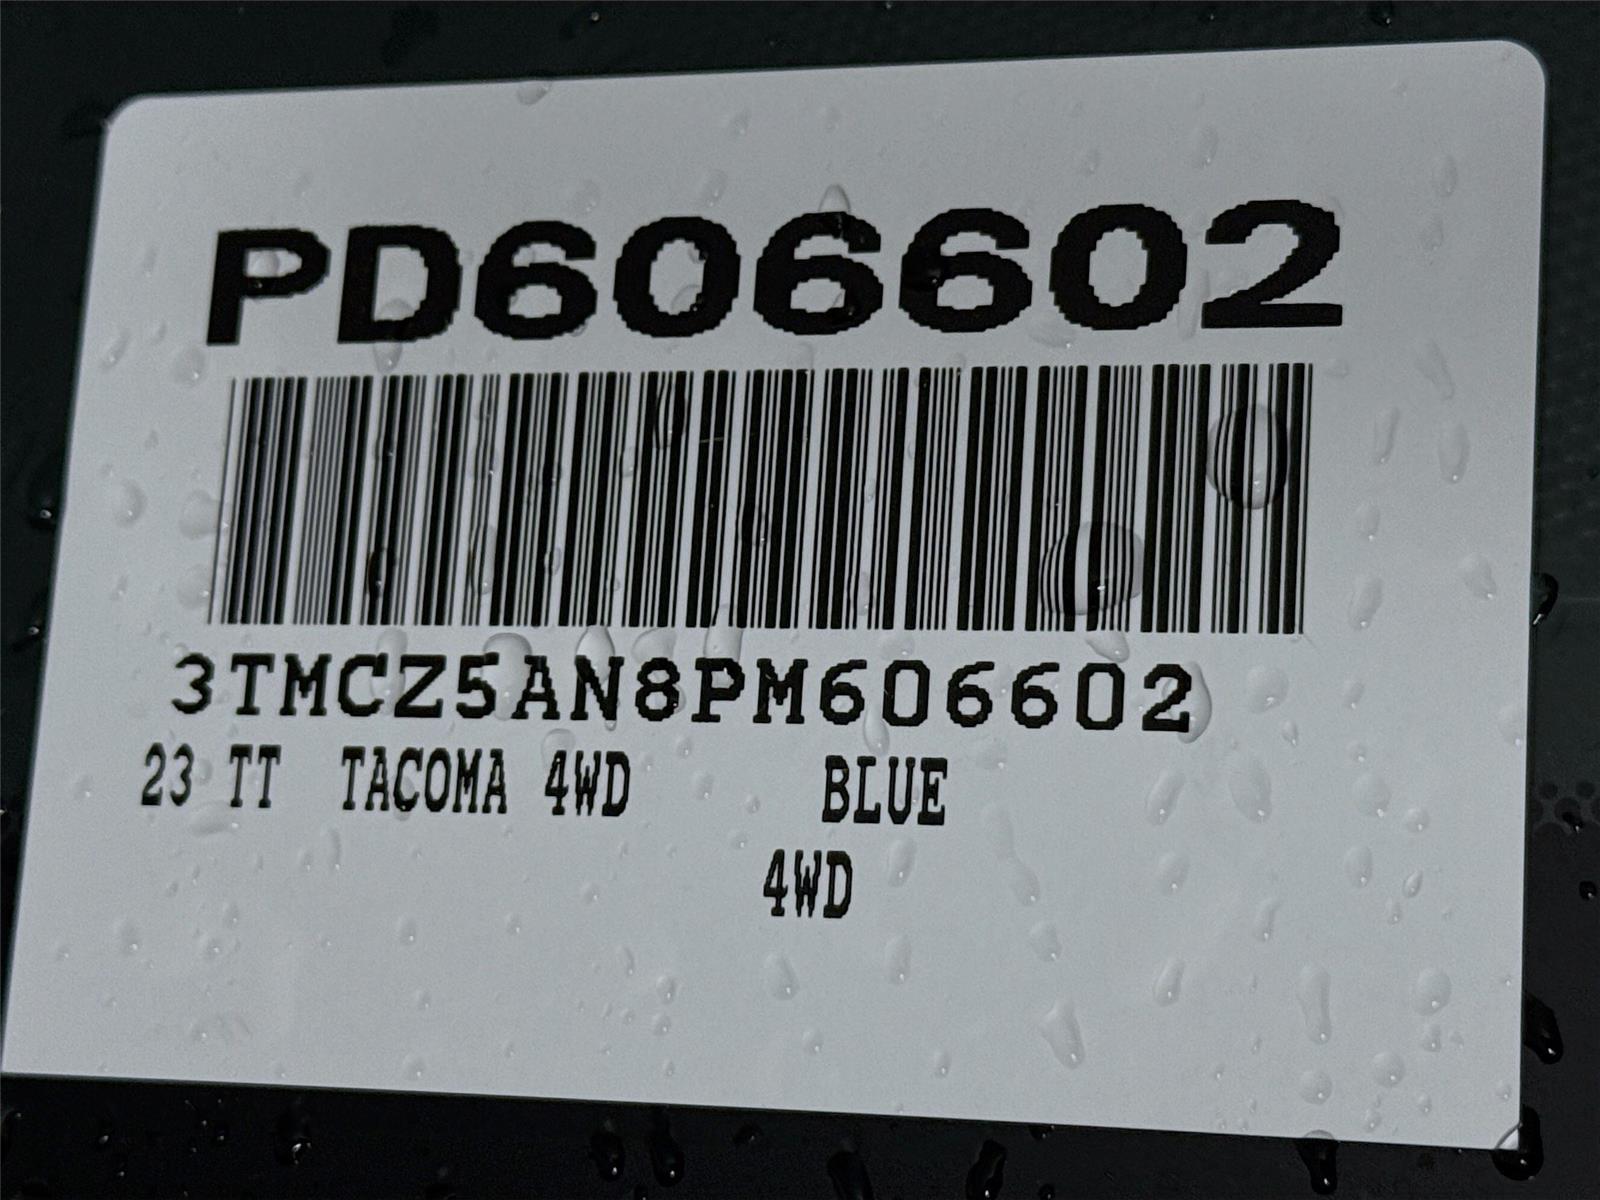 PD606602
3TMCZ5AN8PM606602
23 TT TACOMA 4WD BLUE
4WD